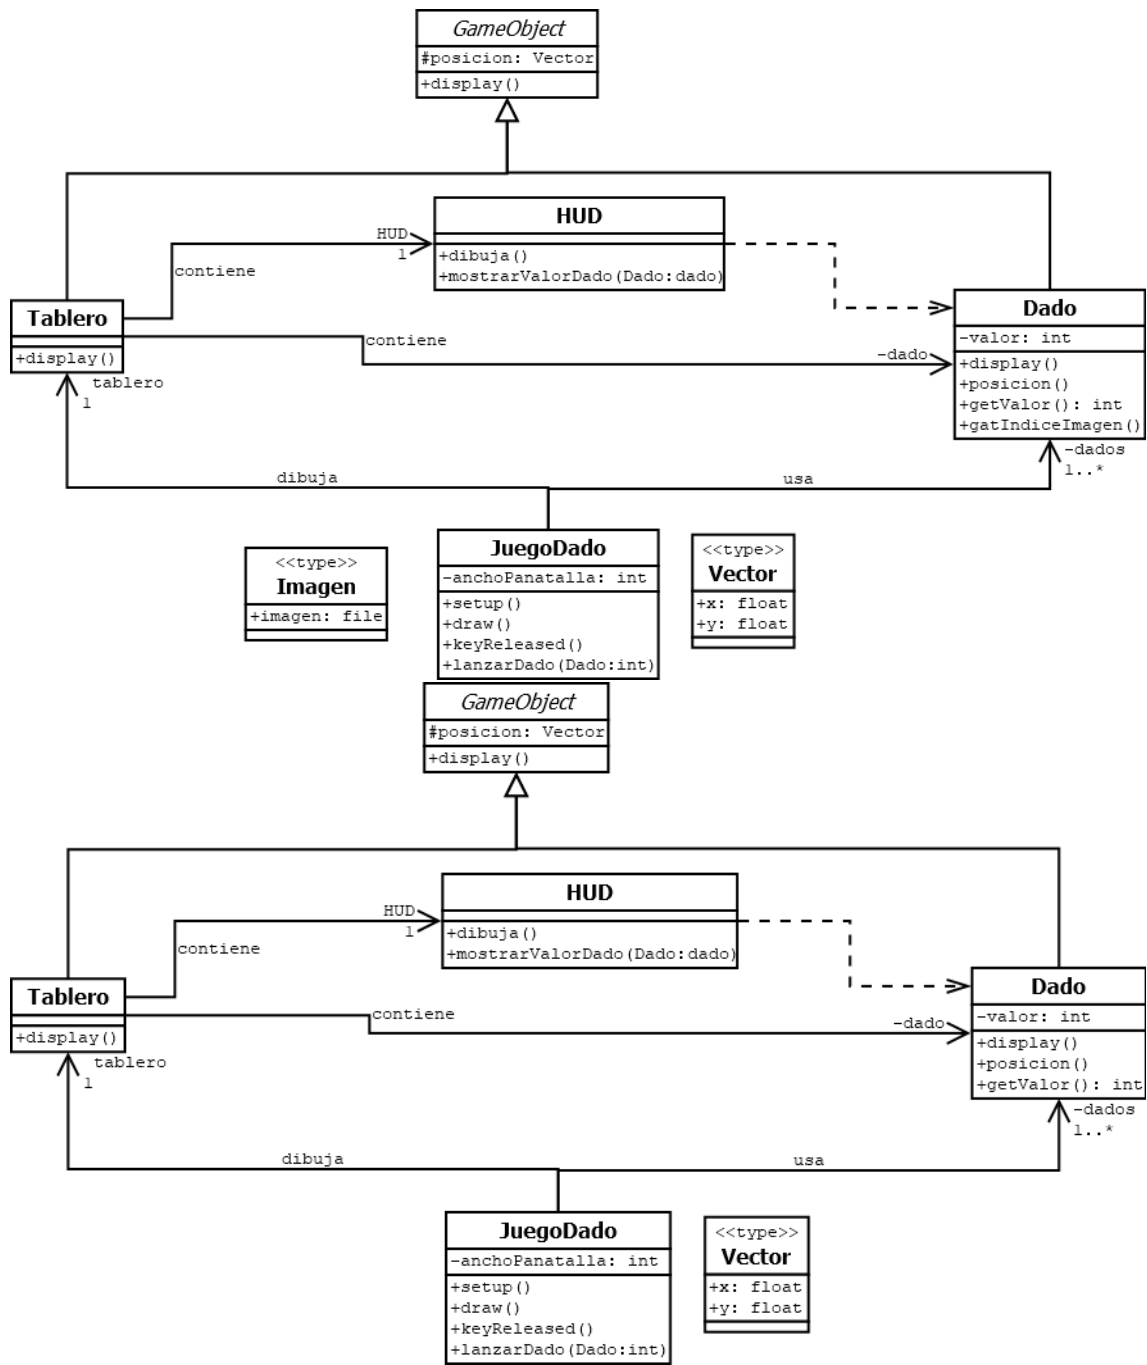 GameObject
#posicion: Vector
+display()
HUD
+dibuja()
+mostrarValorDado(Dado:dado)
HUD
1
contiene
Tablero
+display()
contiene
-dado
Dado
-valor: int
+display()
+posicion()
+getValor(): int
+gatIndiceImagen()
tablero
1
-dados
1..*
dibuja
usa
<<type>>
Imagen
+imagen: file
JuegoDado
-anchoPanatalla: int
+setup()
+draw()
+keyReleased()
+lanzarDado(Dado:int)
<<type>>
Vector
+x: float
+y: float
GameObject
#posicion: Vector
+display()
HUD
+dibuja()
+mostrarValorDado(Dado:dado)
HUD
1
contiene
Tablero
+display()
contiene
-dado
Dado
-valor: int
+display()
+posicion()
+getValor(): int
tablero
1
-dados
1..*
dibuja
usa
JuegoDado
-anchoPanatalla: int
+setup()
+draw()
+keyReleased()
+lanzarDado(Dado:int)
<<type>>
Vector
+x: float
+y: float